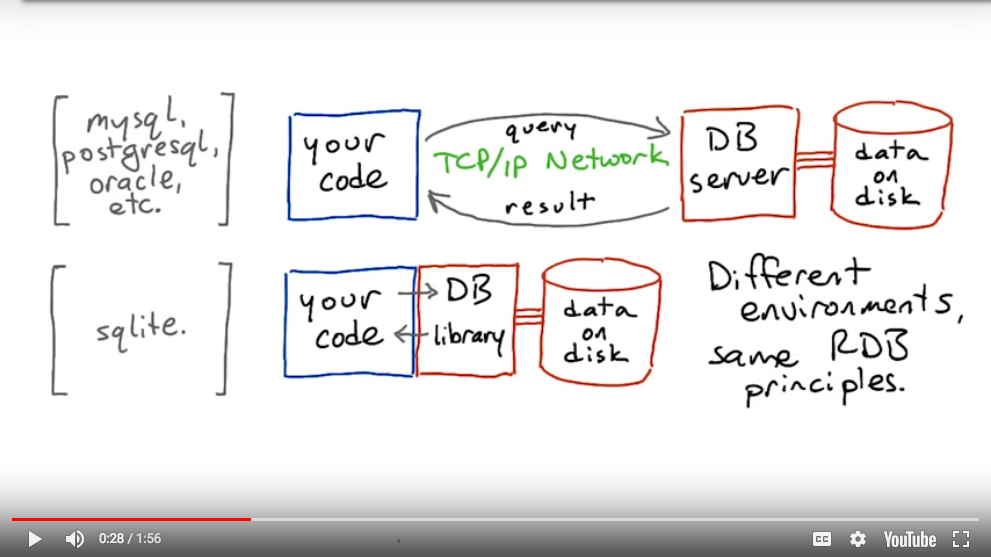 mysql,
postgresql,
oracle,
etc.
your
code
query
TCP/IP Network
result
DB
server
data
on
disk
sqlite.
your
code
DB
library
data
on
disk
Different
environments,
same RDB
principles.
0:28 / 1:56
CC
YouTube